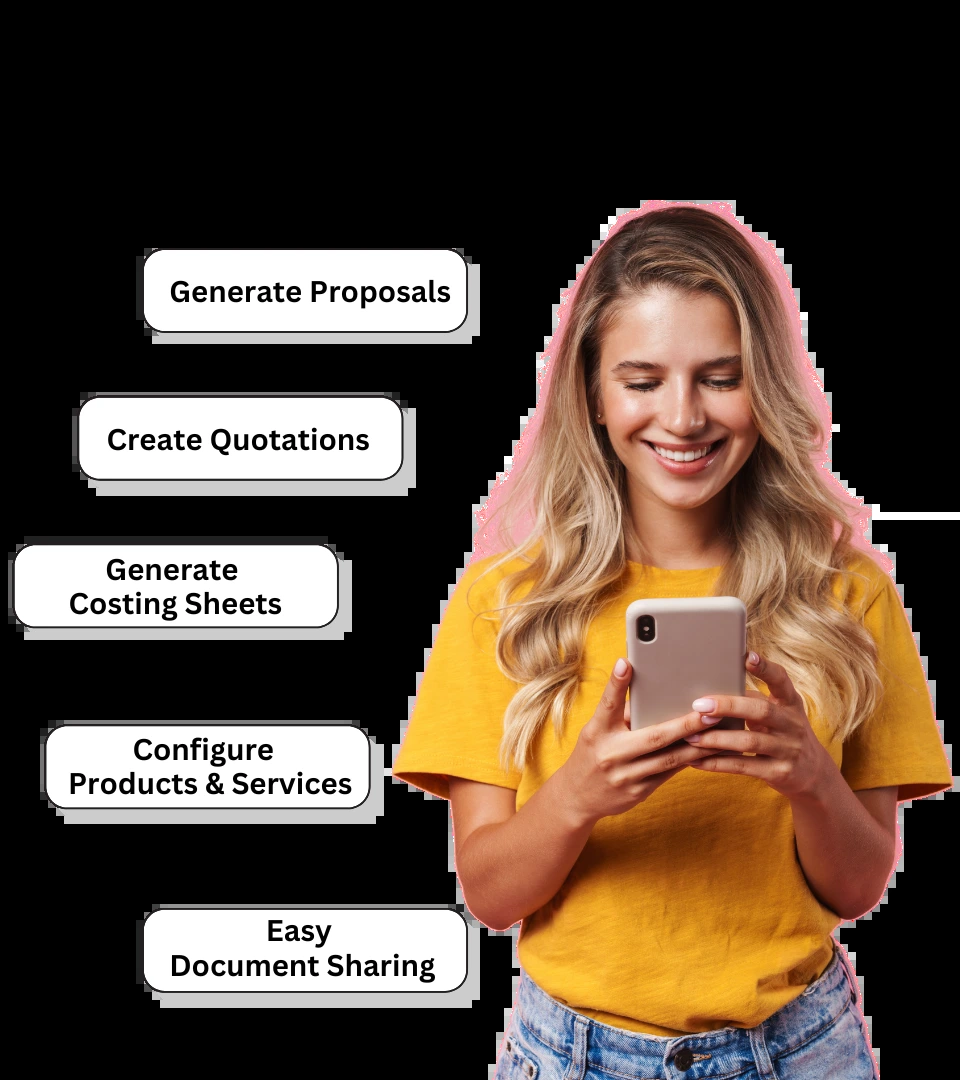 Generate Proposals
Create Quotations
Generate
Costing Sheets
Configure
Products & Services
Easy
Document Sharing